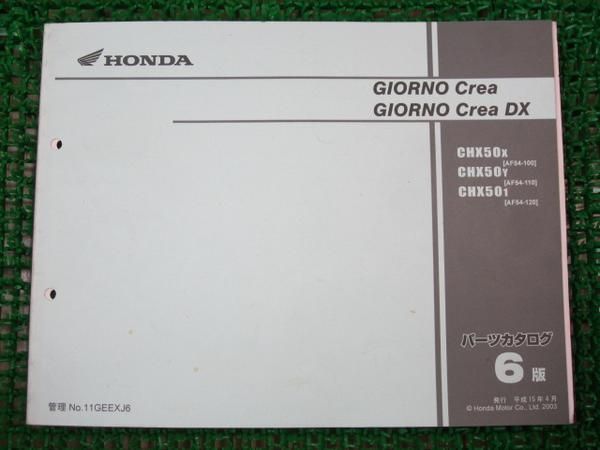 HONDA
GIORNO Crea
GIORNO Crea DX
CHX50X
[AF54-100]
CHX50Y
[AF54-110]
CHX501
[AF54-120]
パーツカタログ
6版
発行 平成15年4月
© Honda Motor Co., Ltd. 2003
管理 No.11GEEXJ6